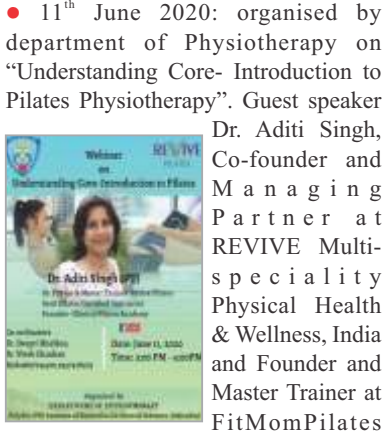 ● 11th June 2020: organised by
department of Physiotherapy on
“Understanding Core- Introduction to
Pilates Physiotherapy”. Guest speaker
Dr. Aditi Singh,
Co-founder and
Managing
Partner at
REVIVE Multi-
speciality
Physical Health
& Wellness, India
and Founder and
Master Trainer at
FitMomPilates
Webinar
on
Understanding Core: Introduction to Pilates
Dr. Aditi Singh (PT)
Date: June 11, 2020
Organised by